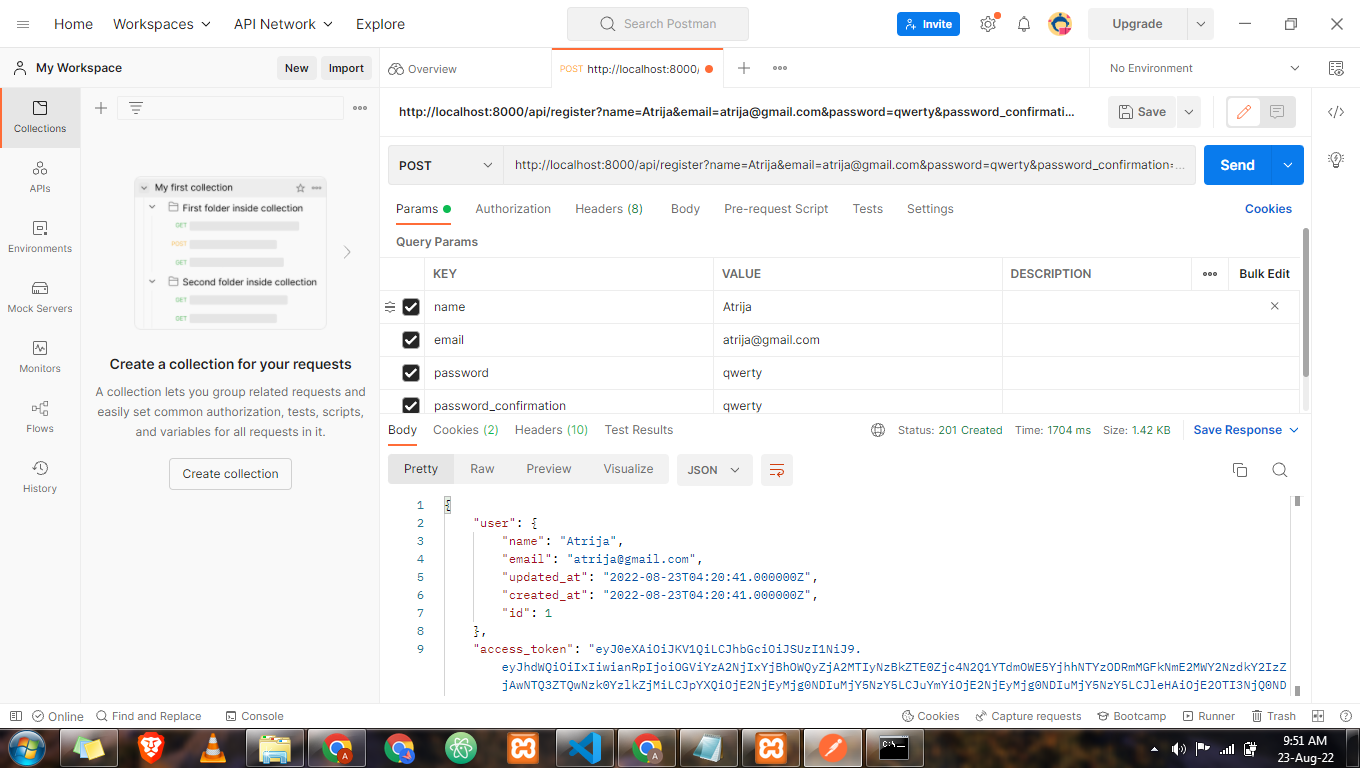 Home
Workspaces
API Network
Explore
Search Postman
Invite
Upgrade
My Workspace
New
Import
Overview
POST http://localhost:8000/
No Environment
Collections
APIs
Environments
Mock Servers
Monitors
Flows
History
My first collection
First folder inside collection
GET
POST
GET
Second folder inside collection
GET
GET
Create a collection for your requests
A collection lets you group related requests and
easily set common authorization, tests, scripts,
and variables for all requests in it.
Create collection
http://localhost:8000/api/register?name=Atrija&email=atrija@gmail.com&password=qwerty&password_confirmati...
Save
POST
http://localhost:8000/api/register?name=Atrija&email=atrija@gmail.com&password=qwerty&password_confirmation=...
Send
Params
Authorization
Headers (8)
Body
Pre-request Script
Tests
Settings
Cookies
Query Params
KEY VALUE DESCRIPTION Bulk Edit
name Atrija
email atrija@gmail.com
password qwerty
password_confirmation qwerty
Body
Cookies (2)
Headers (10)
Test Results
Status: 201 Created
Time: 1704 ms
Size: 1.42 KB
Save Response
Pretty
Raw
Preview
Visualize
JSON
1 {
2 "user": {
3 "name": "Atrija",
4 "email": "atrija@gmail.com",
5 "updated_at": "2022-08-23T04:20:41.000000Z",
6 "created_at": "2022-08-23T04:20:41.000000Z",
7 "id": 1
8 },
9 "access_token": "eyJ0eXAiOiJKV1QiLCJhbGciOiJSUzI1NiJ9.
eyJhdWQiOiIxIiwianRpIjoiOGViYzA2NjIxYjBhOWQyZjA2MTIyNzBkZTE0Zjc4N2Q1YTdmOWE5YjhhNTYzODRmMGFkNmE2MWY2NzdkY2IzZ
jAwNTQ3ZTQwNzk0YzlkZjMiLCJpYXQiOjE2NjEyMjg0NDIuMjY5NzY5LCJuYmYiOjE2NjEyMjg0NDIuMjY5NzY5LCJleHAiOjE2OTI3NjQ0ND
Online
Find and Replace
Console
Cookies
Capture requests
Bootcamp
Runner
Trash
9:51 AM
23-Aug-22